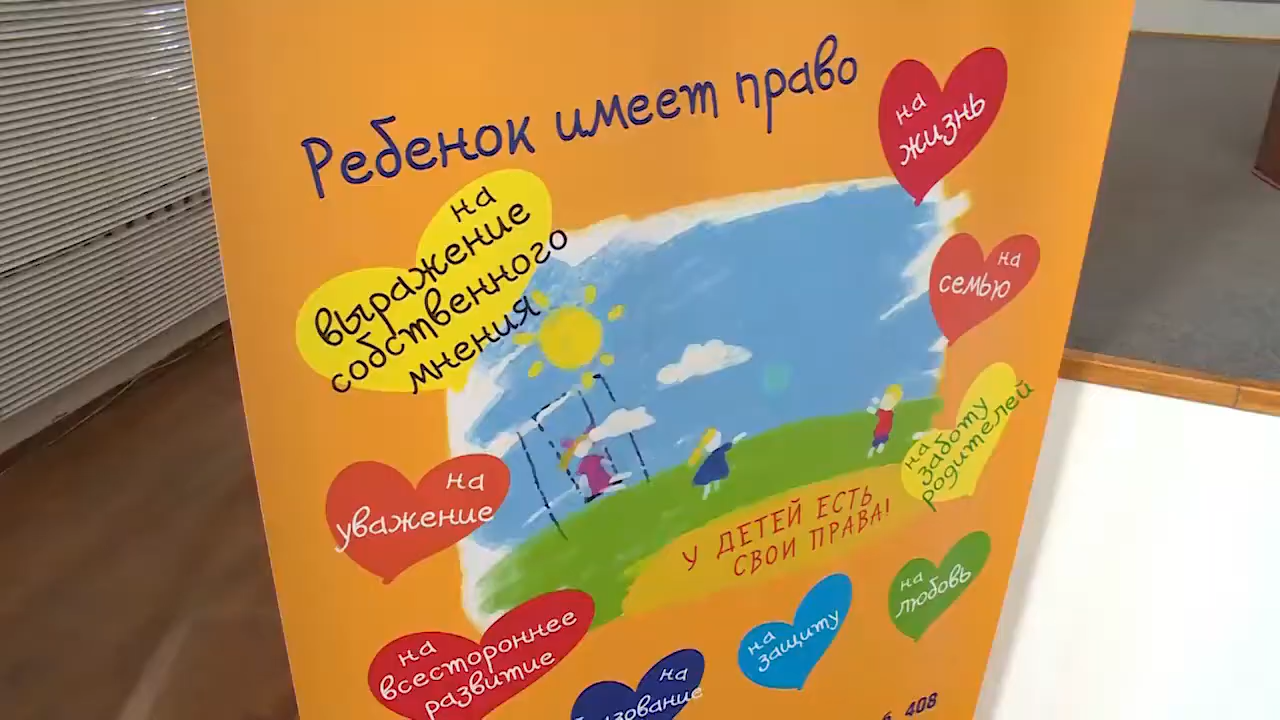 Ребенок имеет право
на
жизнь
на
выражение
собственного
мнения
на
семью
на
заботу
родителей
на
уважение
У ДЕТЕЙ ЕСТЬ
СВОИ ПРАВА!
на
любовь
на
защиту
на
всестороннее
развитие
на
408